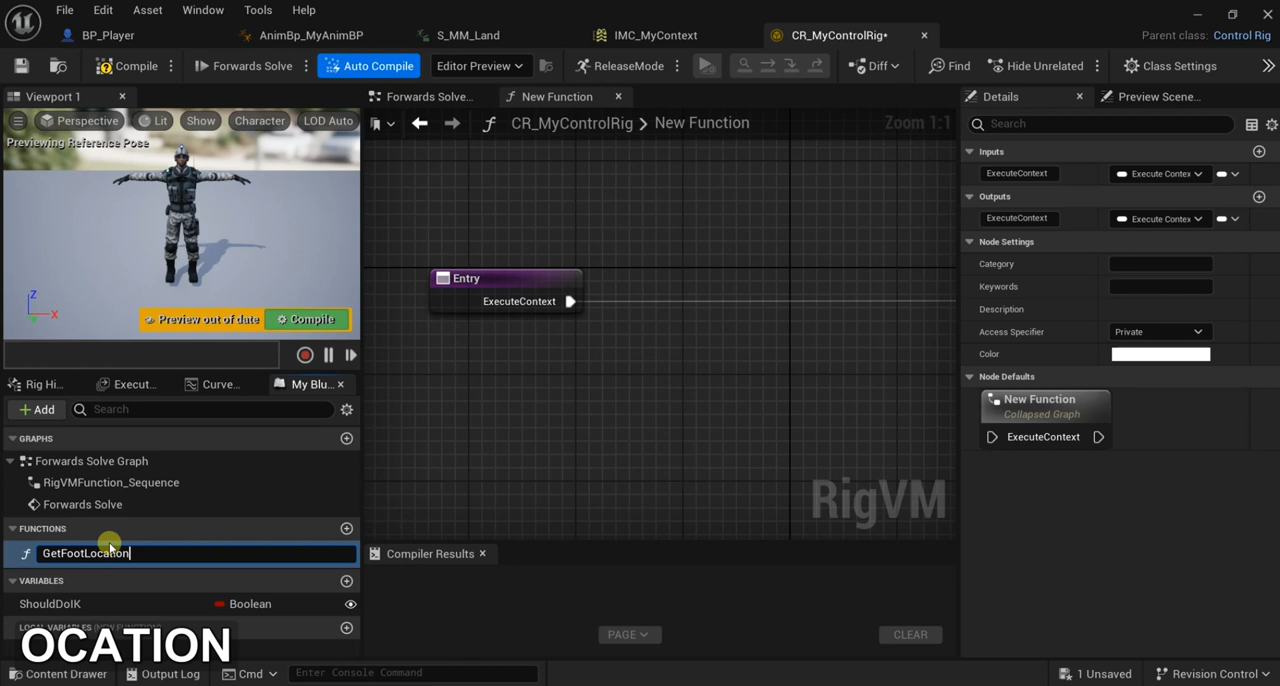 File Edit Asset Window Tools Help
BP_Player AnimBp_MyAnimBP S_MM_Land IMC_MyContext CR_MyControlRig* Parent class: Control Rig
Compile Forwards Solve Auto Compile Editor Preview ReleaseMode Diff Find Hide Unrelated Class Settings
Viewport 1 Forwards Solve... New Function Details Preview Scene...
Perspective Lit Show Character LOD Auto
CR_MyControlRig > New Function Zoom 1:1
Search
Previewing Reference Pose
Inputs
ExecuteContext Execute Contex
Outputs
ExecuteContext Execute Contex
Node Settings
Category
Keywords
Description
Access Specifier Private
Color
Node Defaults
New Function
Collapsed Graph
ExecuteContext
Entry
ExecuteContext
Z
X
Y
Preview out of date Compile
Rig Hi... Execut... Curve... My Blu...
Add Search
GRAPHS
Forwards Solve Graph
RigVMFunction_Sequence
Forwards Solve
FUNCTIONS
GetFootLocation
VARIABLES
ShouldDoIK Boolean
LOCAL VARIABLES (NEW FUNCTION)
OCATION
RigVM
Compiler Results
PAGE CLEAR
Content Drawer Output Log Cmd Enter Console Command 1 Unsaved Revision Control